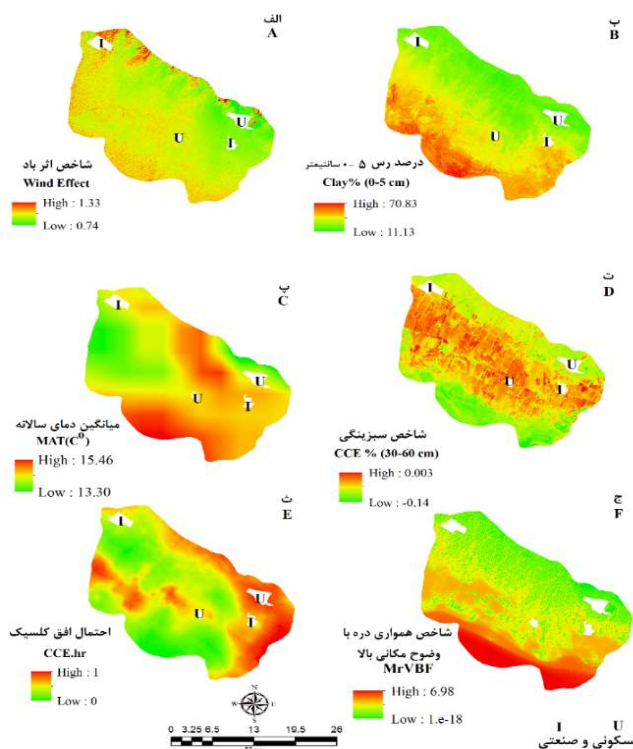 الف
A
I
U
U
I
شاخص اثر باد
Wind Effect
High : 1.33
Low : 0.74
ب
B
I
U
U
I
درصد رس ۵ -۰ سانتیمتر
Clay% (0-5 cm)
High : 70.83
Low : 11.13
پ
C
I
U
U
I
میانگین دمای سالانه
MAT(C⁰)
High : 15.46
Low : 13.30
ت
D
I
U
U
I
شاخص سبزینگی
CCE % (30-60 cm)
High : 0.003
Low : -0.14
ث
E
I
U
U
I
احتمال افق کلسیک
CCE.hr
High : 1
Low : 0
ج
F
شاخص همواری دره با
وضوح مکانی بالا
MrVBF
High : 6.98
Low : 1.e-18
N
W
E
S
0 3.25 6.5 13 19.5 26
I U
سکونی و صنعتی